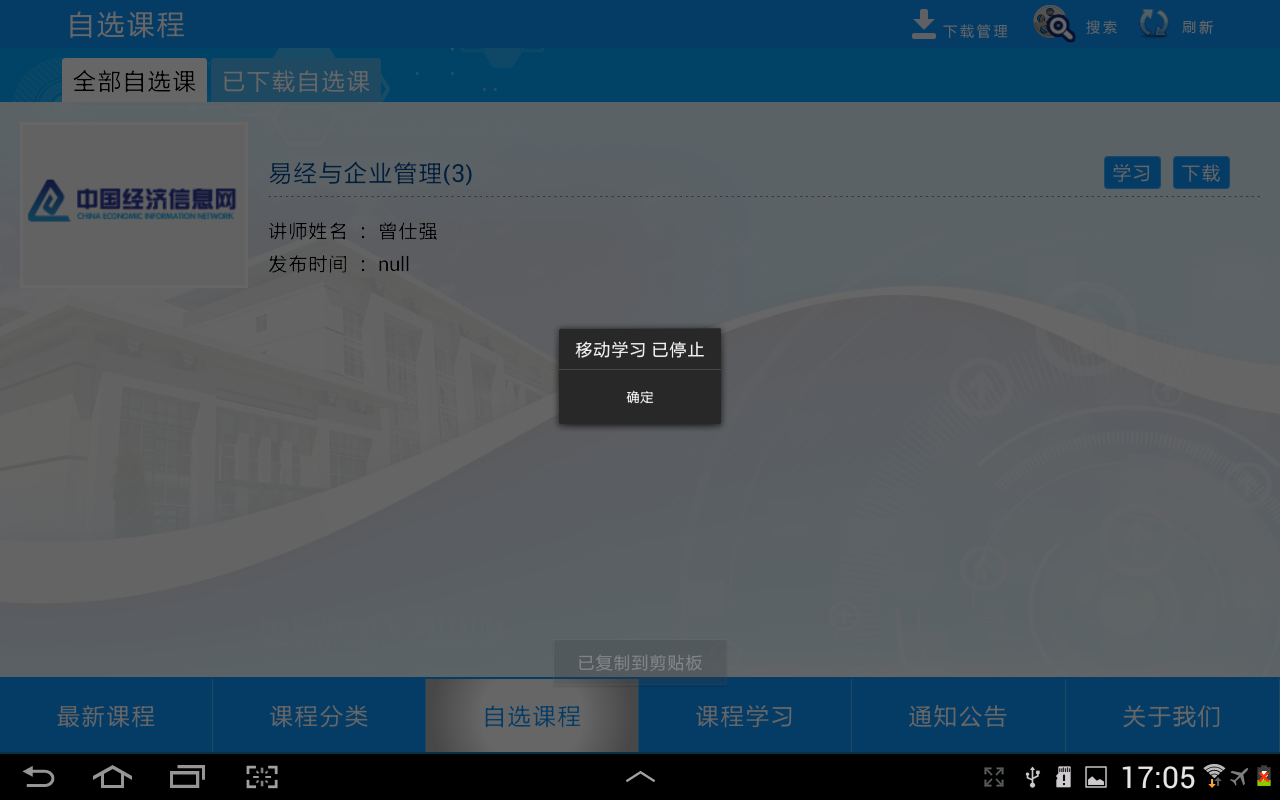 自选课程
下载管理
搜索
刷新
全部自选课
已下载自选课
中国经济信息网
CHINA ECONOMIC INFORMATION NETWORK
易经与企业管理(3)
学习
下载
讲师姓名 : 曾仕强
发布时间 : null
移动学习 已停止
确定
已复制到剪贴板
最新课程
课程分类
自选课程
课程学习
通知公告
关于我们
17:05